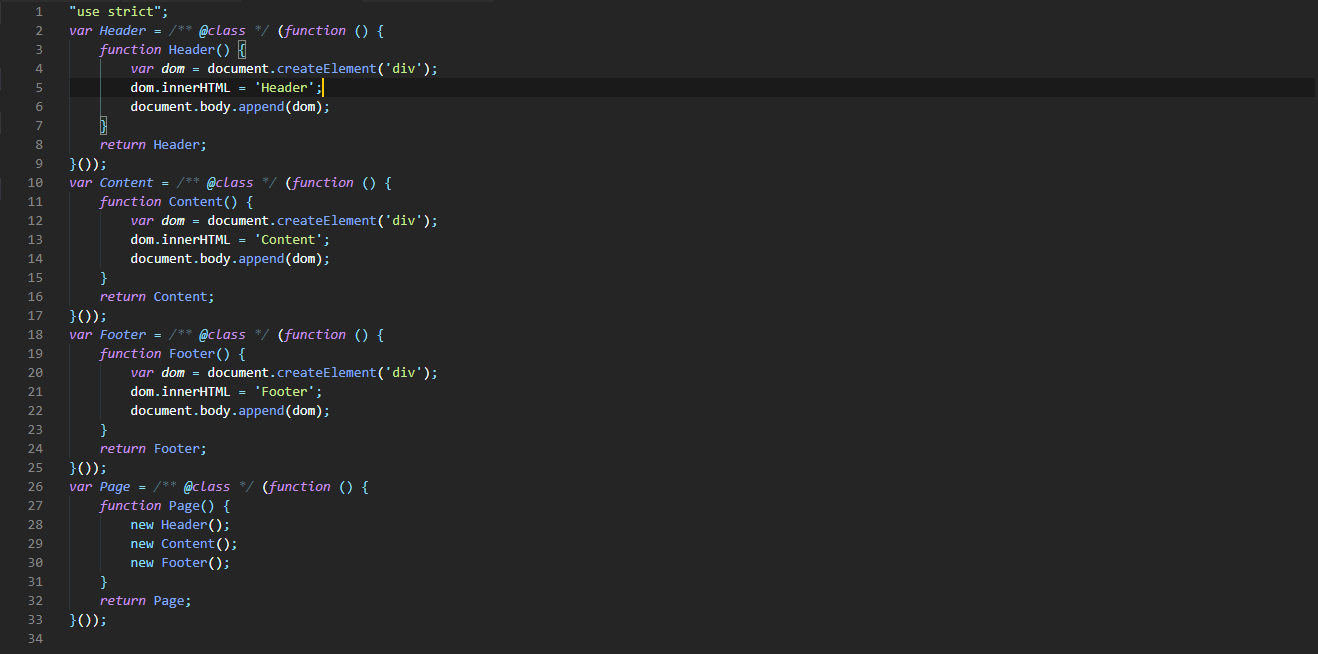 1 "use strict";
2 var Header = /** @class */ (function () {
3     function Header() {
4         var dom = document.createElement('div');
5         dom.innerHTML = 'Header';
6         document.body.append(dom);
7     }
8     return Header;
9 }());
10 var Content = /** @class */ (function () {
11     function Content() {
12         var dom = document.createElement('div');
13         dom.innerHTML = 'Content';
14         document.body.append(dom);
15     }
16     return Content;
17 }());
18 var Footer = /** @class */ (function () {
19     function Footer() {
20         var dom = document.createElement('div');
21         dom.innerHTML = 'Footer';
22         document.body.append(dom);
23     }
24     return Footer;
25 }());
26 var Page = /** @class */ (function () {
27     function Page() {
28         new Header();
29         new Content();
30         new Footer();
31     }
32     return Page;
33 }());
34